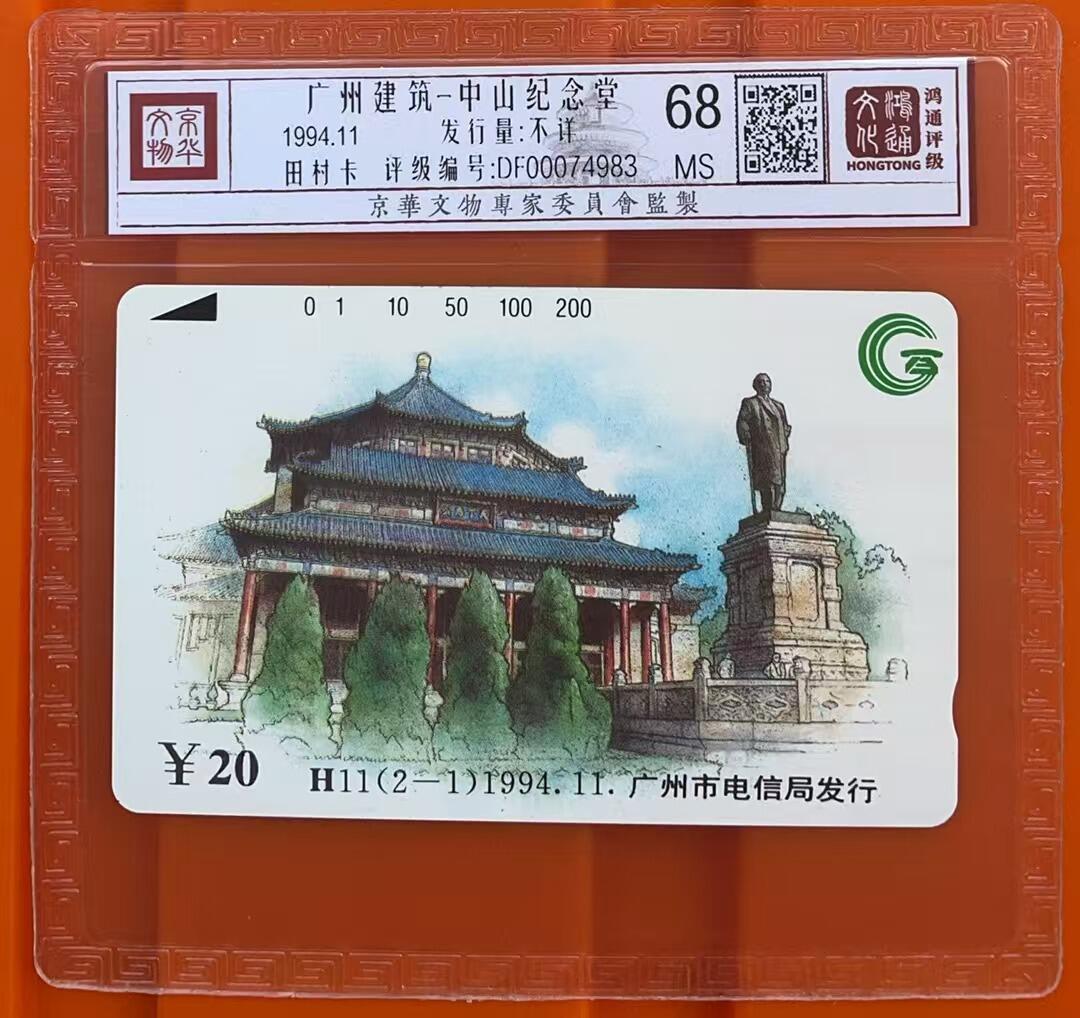 京华文物
广州建筑-中山纪念堂
1994.11 发行量:不详
田村卡 评级编号:DF00074983
68
MS
鸿通文化
HONGTONG
鸿通评级
京華文物專家委員會監製
0 1 10 50 100 200
¥20
H11(2-1)1994.11.广州市电信局发行